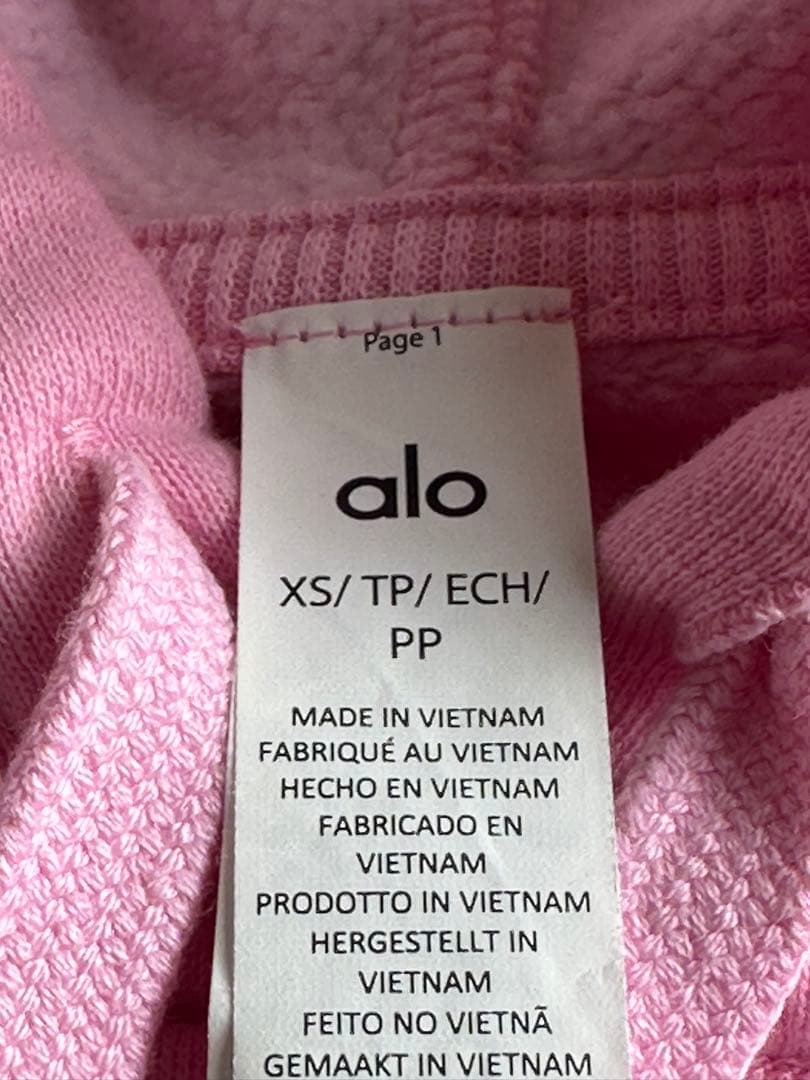 Page 1
alo
XS/ TP/ ECH/
PP
MADE IN VIETNAM
FABRIQUÉ AU VIETNAM
HECHO EN VIETNAM
FABRICADO EN
VIETNAM
PRODOTTO IN VIETNAM
HERGESTELLT IN
VIETNAM
FEITO NO VIETNÃ
GEMAAKT IN VIETNAM